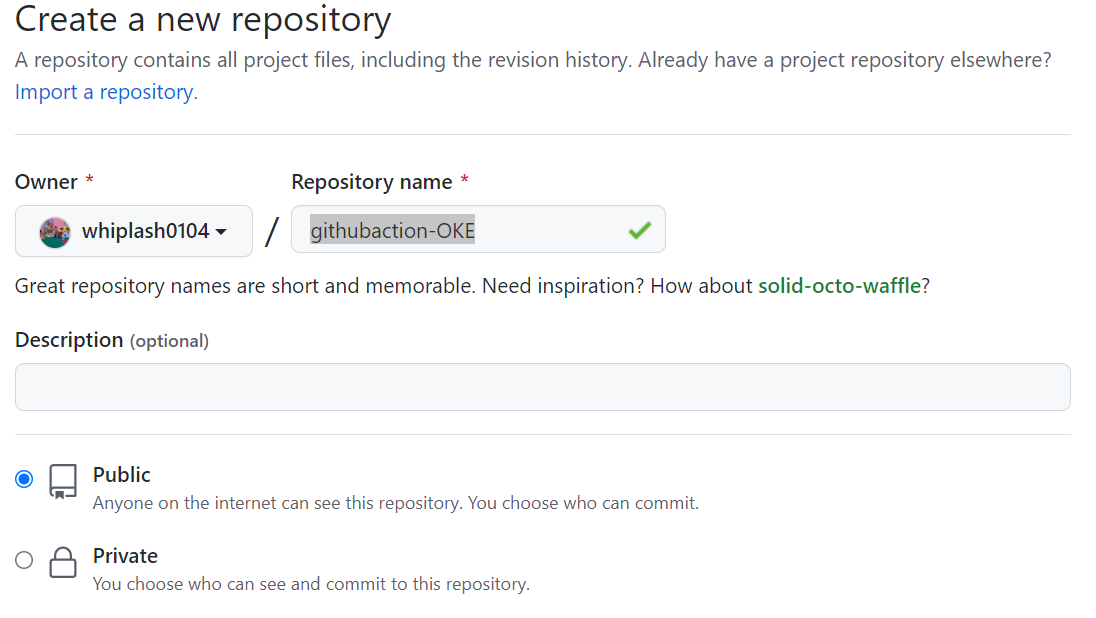 Create a new repository
A repository contains all project files, including the revision history. Already have a project repository elsewhere?
Import a repository.
Owner *
Repository name *
whiplash0104
/
githubaction-OKE
Great repository names are short and memorable. Need inspiration? How about solid-octo-waffle?
Description (optional)
Public
Anyone on the internet can see this repository. You choose who can commit.
Private
You choose who can see and commit to this repository.